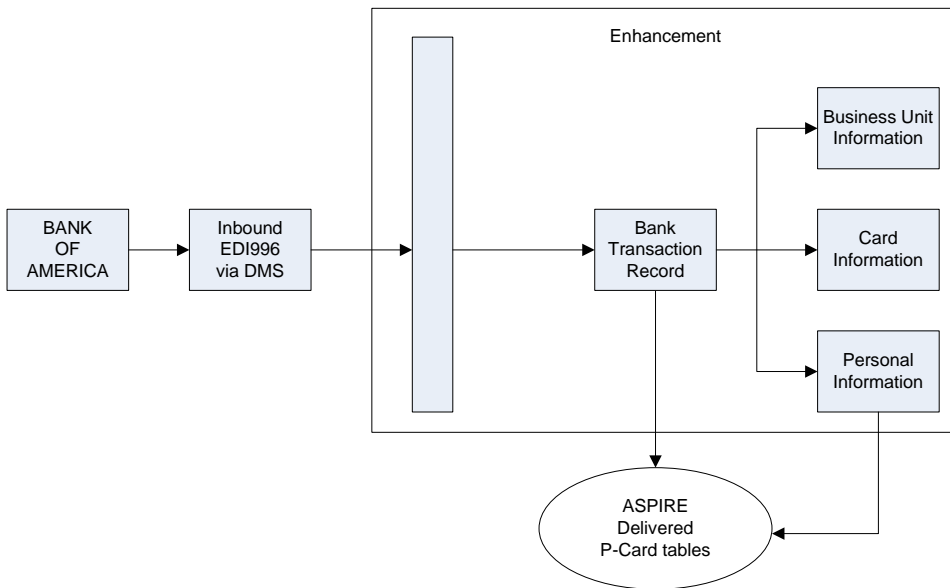 Enhancement
Business Unit
Information
BANK
OF
AMERICA
Inbound
EDI996
via DMS
Bank
Transaction
Record
Card
Information
Personal
Information
ASPIRE
Delivered
P-Card tables